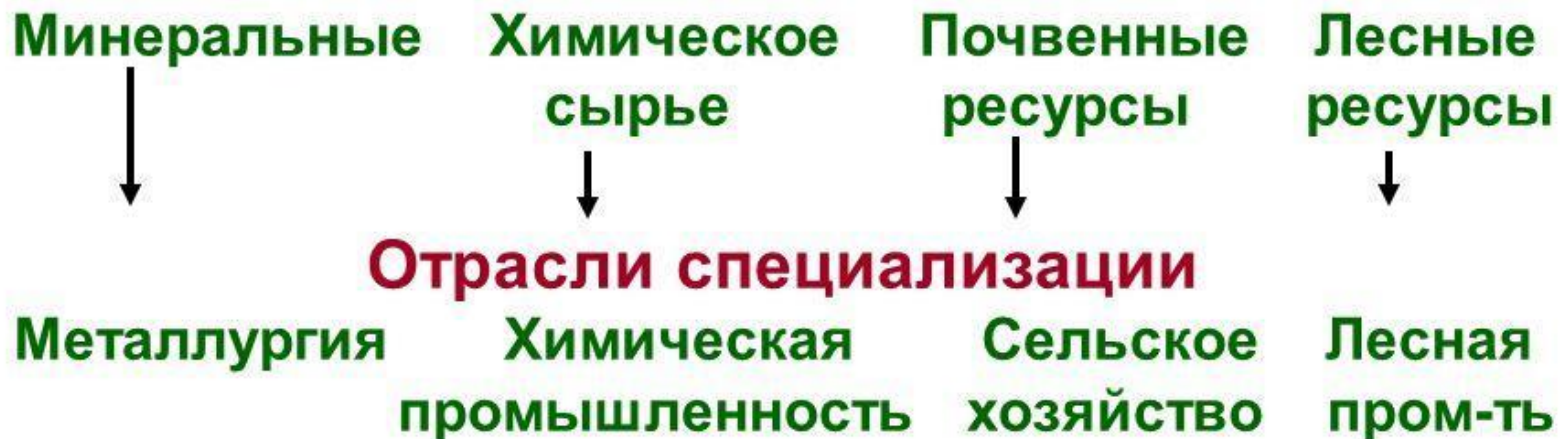 Минеральные Химическое Почвенные Лесные
сырье ресурсы ресурсы
Отрасли специализации
Металлургия Химическая Сельское Лесная
промышленность хозяйство пром-ть